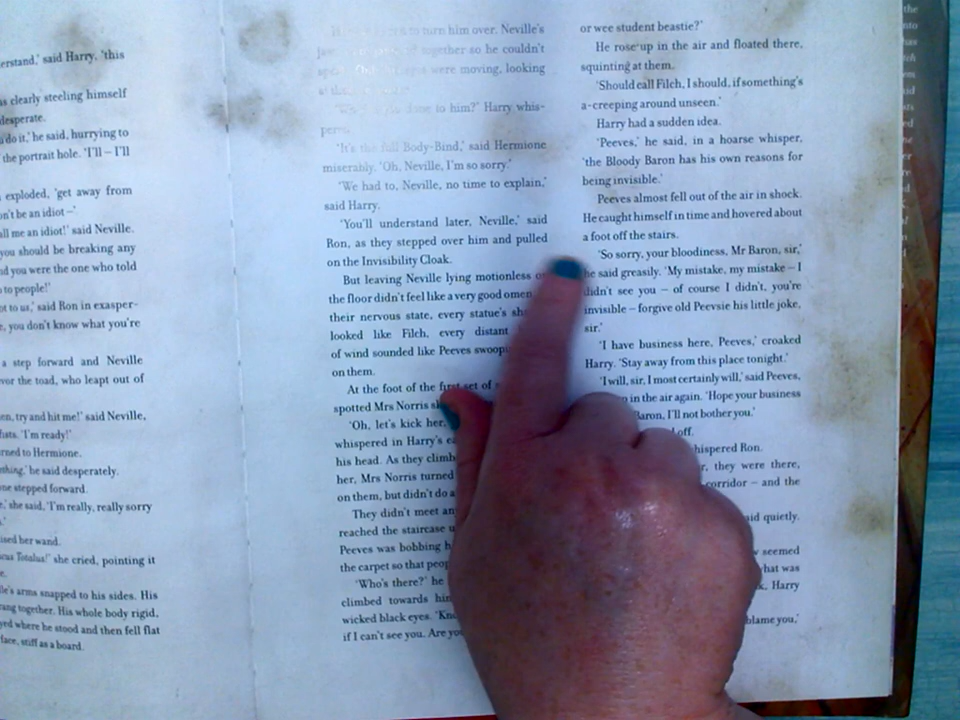 erstand,' said Harry, 'this
s clearly steeling himself
desperate.
do it,' he said, hurrying to
the portrait hole. 'I'll – I'll
exploded, 'get away from
n't be an idiot –'
all me an idiot!' said Neville.
you should be breaking any
d you were the one who told
to people!'
ot to us,' said Ron in exasper-
e, you don't know what you're
a step forward and Neville
vor the toad, who leapt out of
en, try and hit me!' said Neville,
fists. 'I'm ready!'
rned to Hermione.
thing,' he said desperately.
ne stepped forward.
e,' she said, 'I'm really, really sorry
ised her wand.
cus Totalus!' she cried, pointing it
e.
le's arms snapped to his sides. His
rang together. His whole body rigid,
yed where he stood and then fell flat
face, stiff as a board.
to turn him over. Neville's
together so he couldn't
were moving, looking
to him?' Harry whis-
'It's the full Body-Bind,' said Hermione
miserably. 'Oh, Neville, I'm so sorry.'
'We had to, Neville, no time to explain,'
said Harry.
'You'll understand later, Neville,' said
Ron, as they stepped over him and pulled
on the Invisibility Cloak.
But leaving Neville lying motionless o
the floor didn't feel like a very good omen.
their nervous state, every statue's sh
looked like Filch, every distant
of wind sounded like Peeves swoop
on them.
At the foot of the first set of s
spotted Mrs Norris s
'Oh, let's kick her,
whispered in Harry's ea
his head. As they climb
her, Mrs Norris turned
on them, but didn't do a
They didn't meet an
reached the staircase u
Peeves was bobbing h
the carpet so that peop
'Who's there?' he
climbed towards him
wicked black eyes. 'Kno
if I can't see you. Are you
or wee student beastie?'
He rose up in the air and floated there,
squinting at them.
'Should call Filch, I should, if something's
a-creeping around unseen.'
Harry had a sudden idea.
'Peeves,' he said, in a hoarse whisper,
'the Bloody Baron has his own reasons for
being invisible.'
Peeves almost fell out of the air in shock.
He caught himself in time and hovered about
a foot off the stairs.
'So sorry, your bloodiness, Mr Baron, sir,'
he said greasily. 'My mistake, my mistake – I
didn't see you – of course I didn't, you're
invisible – forgive old Peevsie his little joke,
sir.'
'I have business here, Peeves,' croaked
Harry. 'Stay away from this place tonight.'
'I will, sir, I most certainly will,' said Peeves,
in the air again. 'Hope your business
Baron, I'll not bother you.'
off.
hispered Ron.
r, they were there,
corridor – and the
aid quietly.
seemed
what was
k, Harry
blame you,'